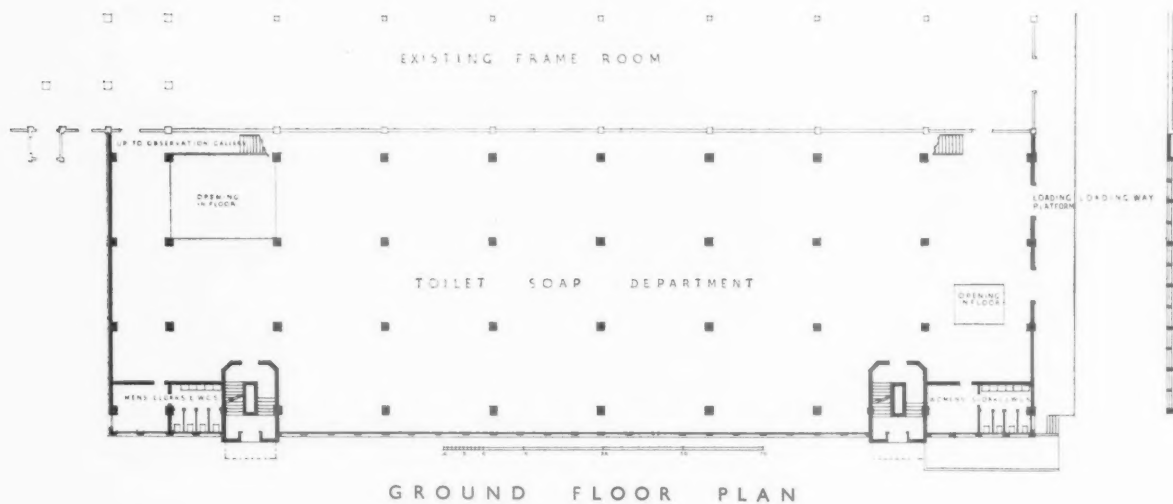 EXISTING FRAME ROOM
UP TO OBSERVATION GALLERY
OPENING
IN FLOOR
LOADING
PLATFORM
LOADING WAY
TOILET SOAP DEPARTMENT
OPENING
IN FLOOR
MENS CLOAKS & W.C.S
WOMENS CLOAKS & W.C.S
GROUND FLOOR PLAN